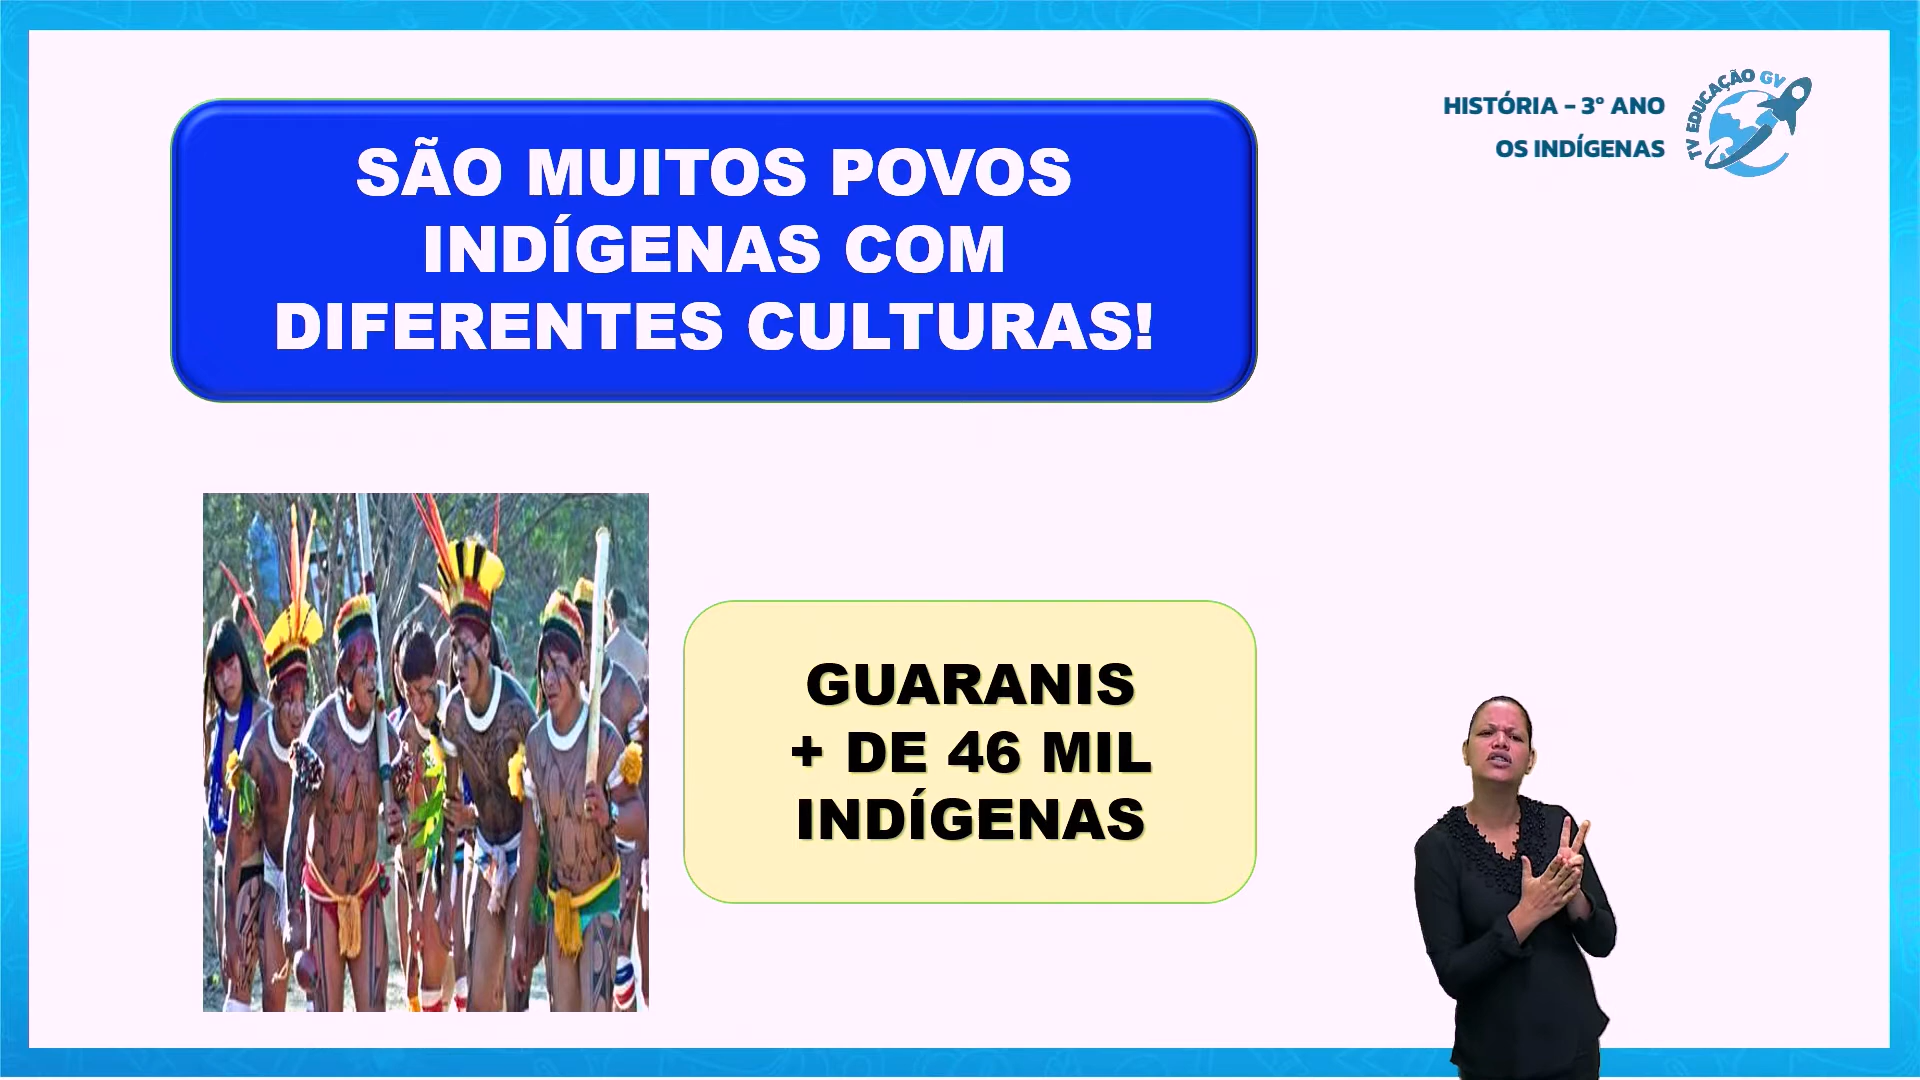 SÃO MUITOS POVOS
INDÍGENAS COM
DIFERENTES CULTURAS!
HISTÓRIA - 3º ANO
OS INDÍGENAS
TV EDUCAÇÃO GV
GUARANIS
+ DE 46 MIL
INDÍGENAS